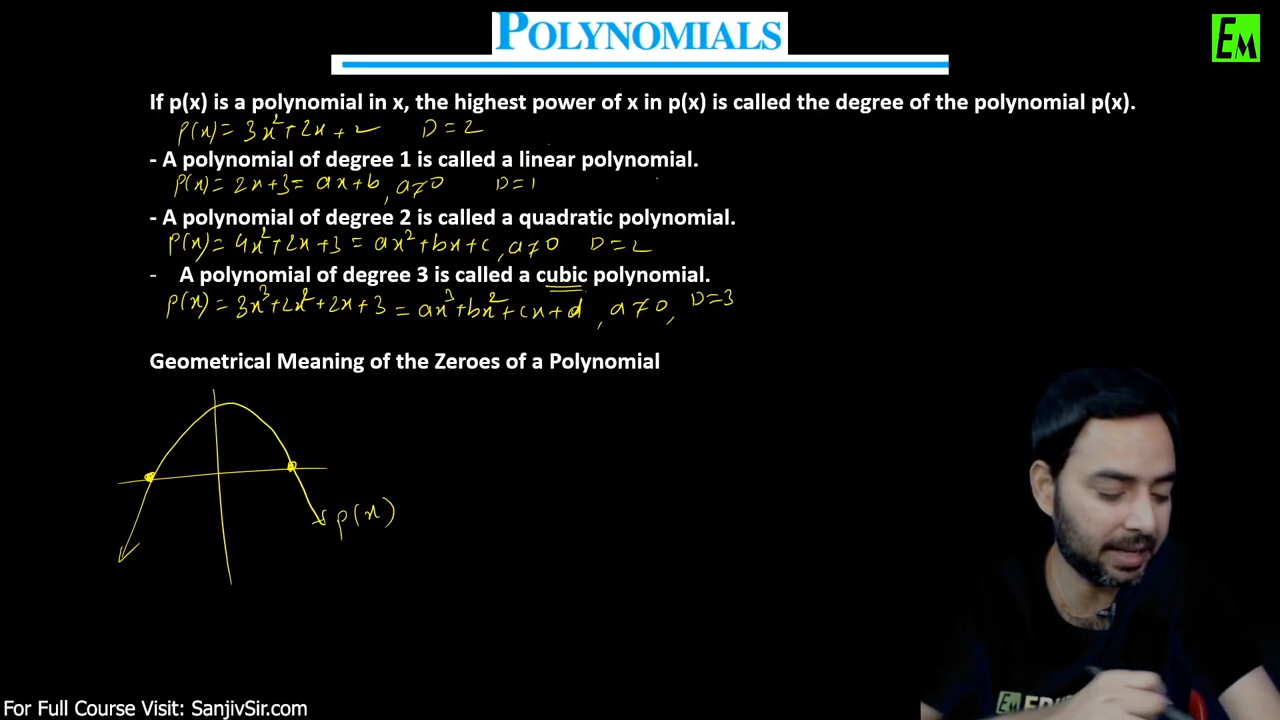 POLYNOMIALS
EM
If p(x) is a polynomial in x, the highest power of x in p(x) is called the degree of the polynomial p(x).
p(x) = 3x² + 2x + 2 D = 2
- A polynomial of degree 1 is called a linear polynomial.
p(x) = 2x + 3 = ax + b, a ≠ 0 D = 1
- A polynomial of degree 2 is called a quadratic polynomial.
p(x) = 4x² + 2x + 3 = ax² + bx + c, a ≠ 0 D = 2
- A polynomial of degree 3 is called a cubic polynomial.
p(x) = 3x³ + 2x² + 2x + 3 = ax³ + bx² + cx + d, a ≠ 0, D = 3
Geometrical Meaning of the Zeroes of a Polynomial
p(x)
EM
For Full Course Visit: SanjivSir.com